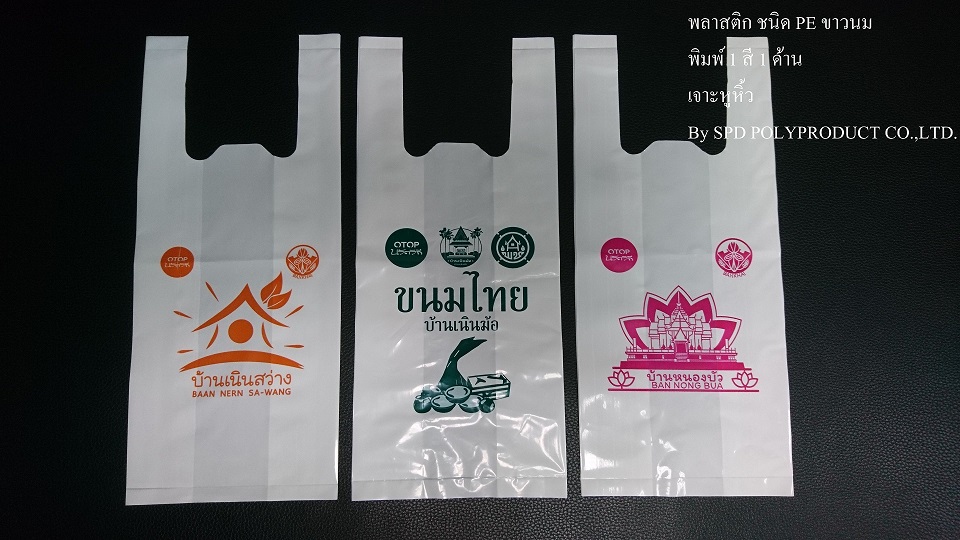 พลาสติก ชนิด PE ขาวนม
พิมพ์ 1 สี 1 ด้าน
เจาะหูหิ้ว
By SPD POLYPRODUCT CO.,LTD.
OTOP
บ้านเนินสว่าง
BAAN NERN SA-WANG
OTOP
ขนมไทย
บ้านเนินม้อ
OTOP
บ้านหนองบัว
BAN NONG BUA